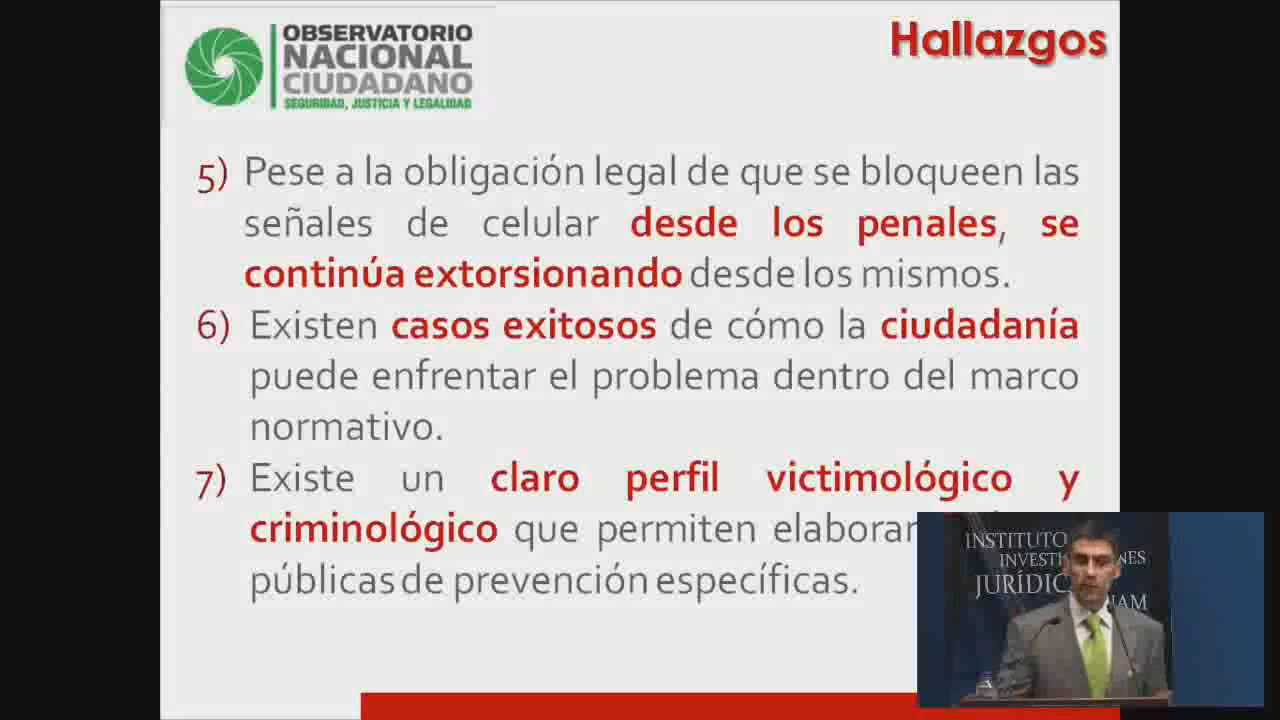 OBSERVATORIO
NACIONAL
CIUDADANO
SEGURIDAD, JUSTICIA Y LEGALIDAD
Hallazgos
5) Pese a la obligación legal de que se bloqueen las
señales de celular desde los penales, se
continúa extorsionando desde los mismos.
6) Existen casos exitosos de cómo la ciudadanía
puede enfrentar el problema dentro del marco
normativo.
7) Existe un claro perfil victimológico y
criminológico que permiten elaborar
públicas de prevención específicas.
INSTITUTO